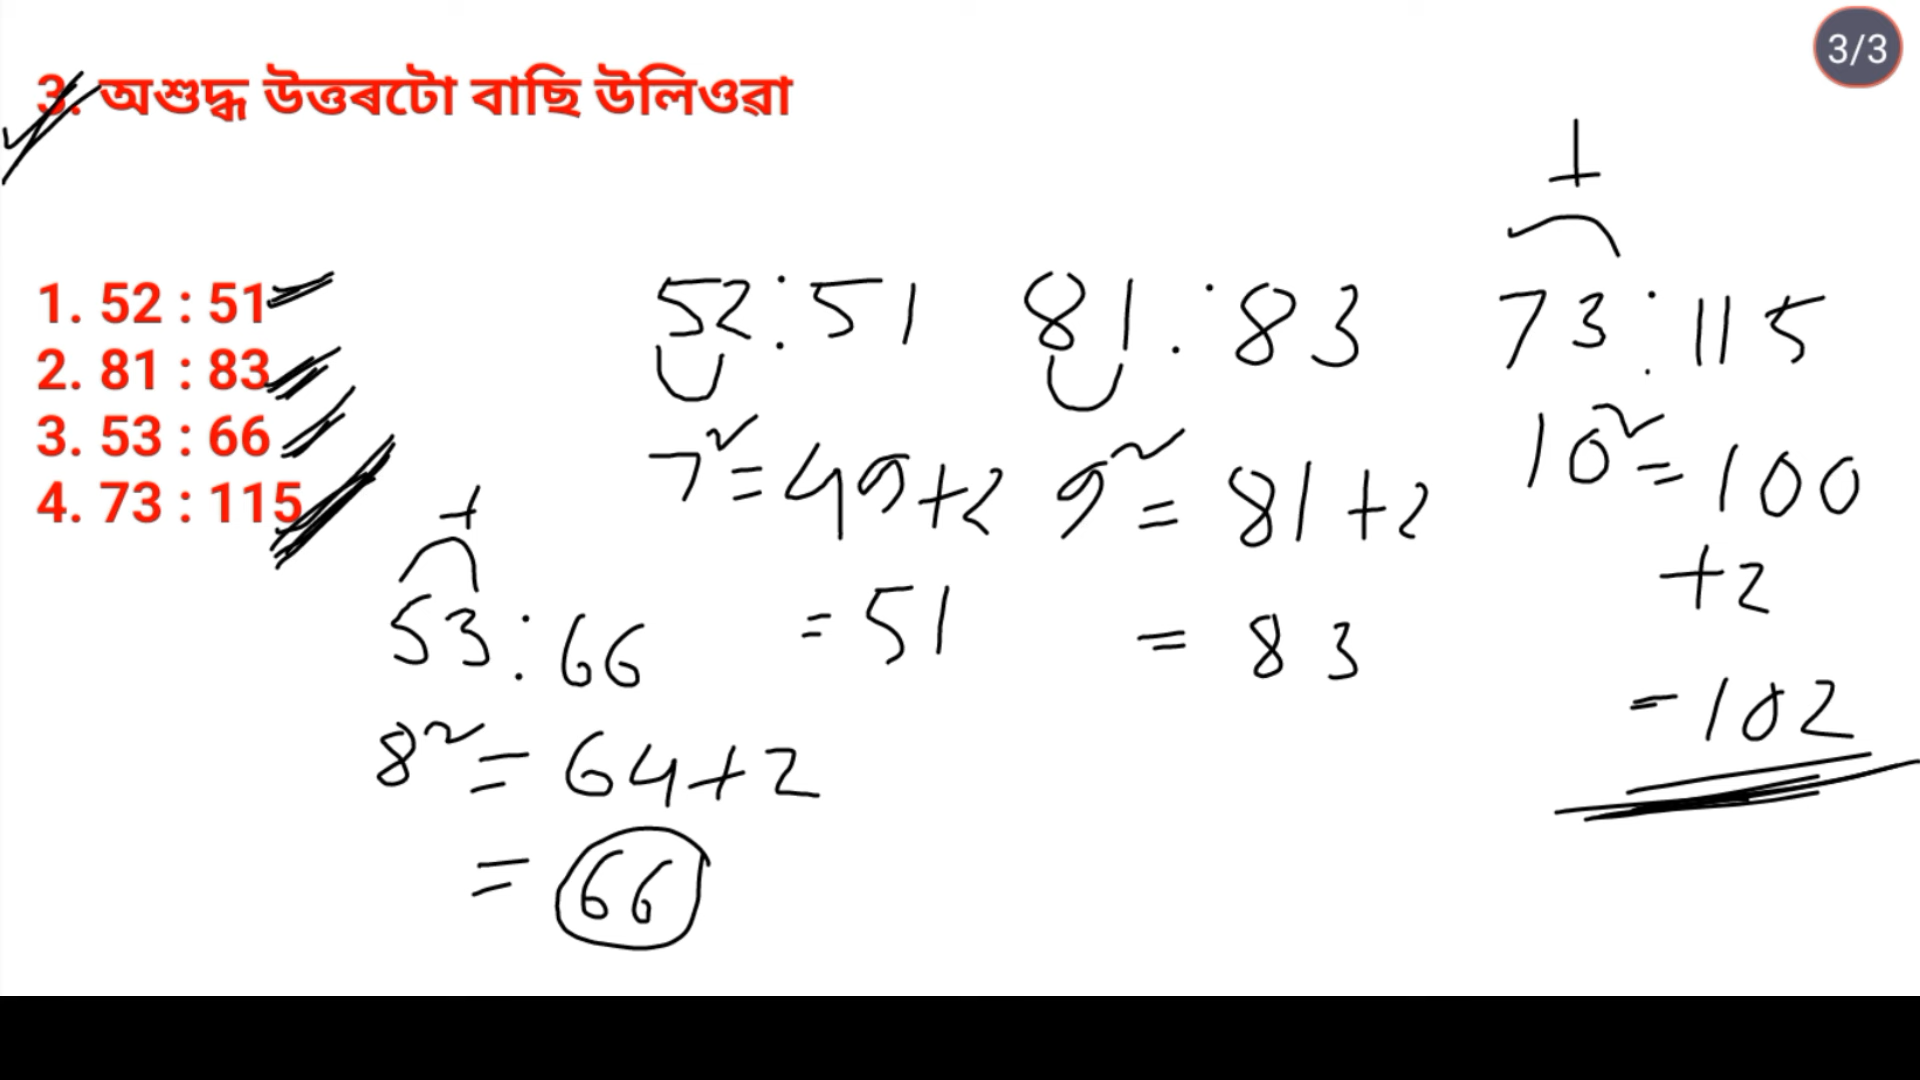 3/3
3. অশুদ্ধ উত্তৰটো বাছি উলিওৱা
1. 52 : 51
2. 81 : 83
3. 53 : 66
4. 73 : 115
52 : 51
7² = 49 + 2
= 51
81 : 83
9² = 81 + 2
= 83
+
73 : 115
10² = 100
+ 2
= 102
+
53 : 66
8² = 64 + 2
= 66